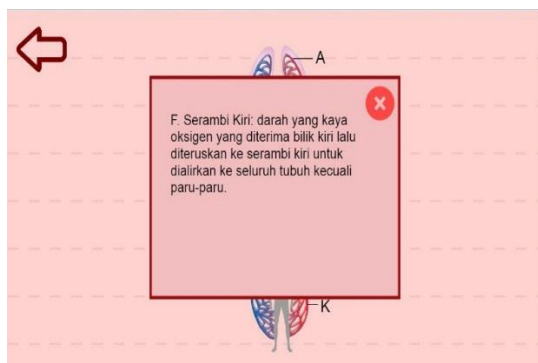 A
F. Serambi Kiri: darah yang kaya
oksigen yang diterima bilik kiri lalu
diteruskan ke serambi kiri untuk
dialirkan ke seluruh tubuh kecuali
paru-paru.
K